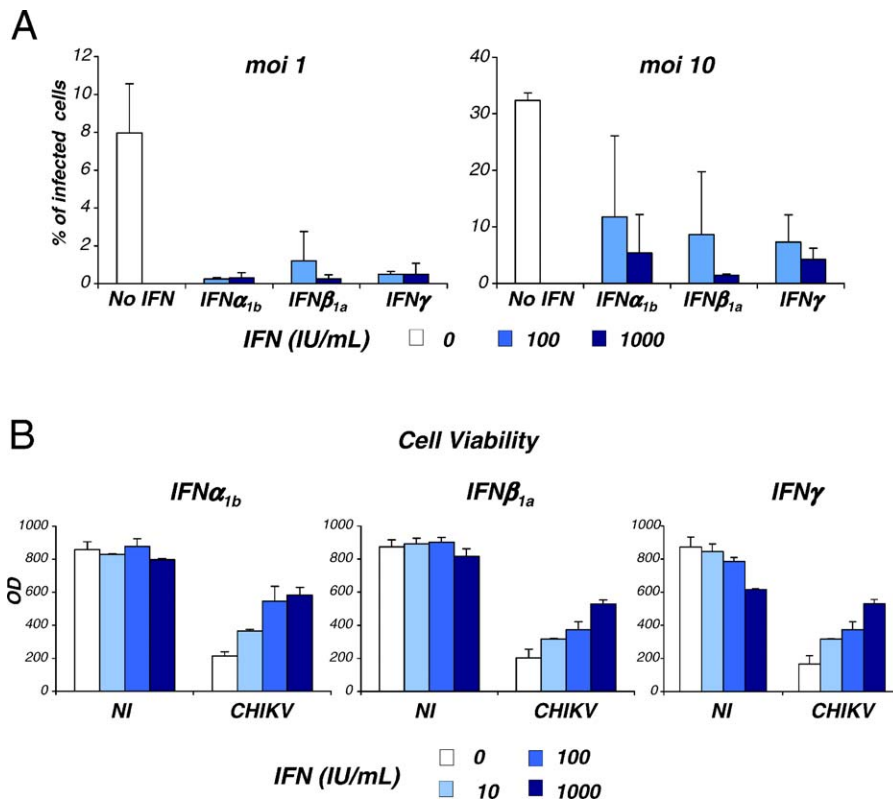 A
moi 1
moi 10
% of infected cells
12
10
8
6
4
2
0
40
30
20
10
0
No IFN IFNα1b IFNβ1a IFNγ
No IFN IFNα1b IFNβ1a IFNγ
IFN (IU/mL) 0 100 1000
B
Cell Viability
IFNα1b
IFNβ1a
IFNγ
OD
1000
800
600
400
200
0
1000
800
600
400
200
0
1000
800
600
400
200
0
NI CHIKV
NI CHIKV
NI CHIKV
IFN (IU/mL)
0 100
10 1000